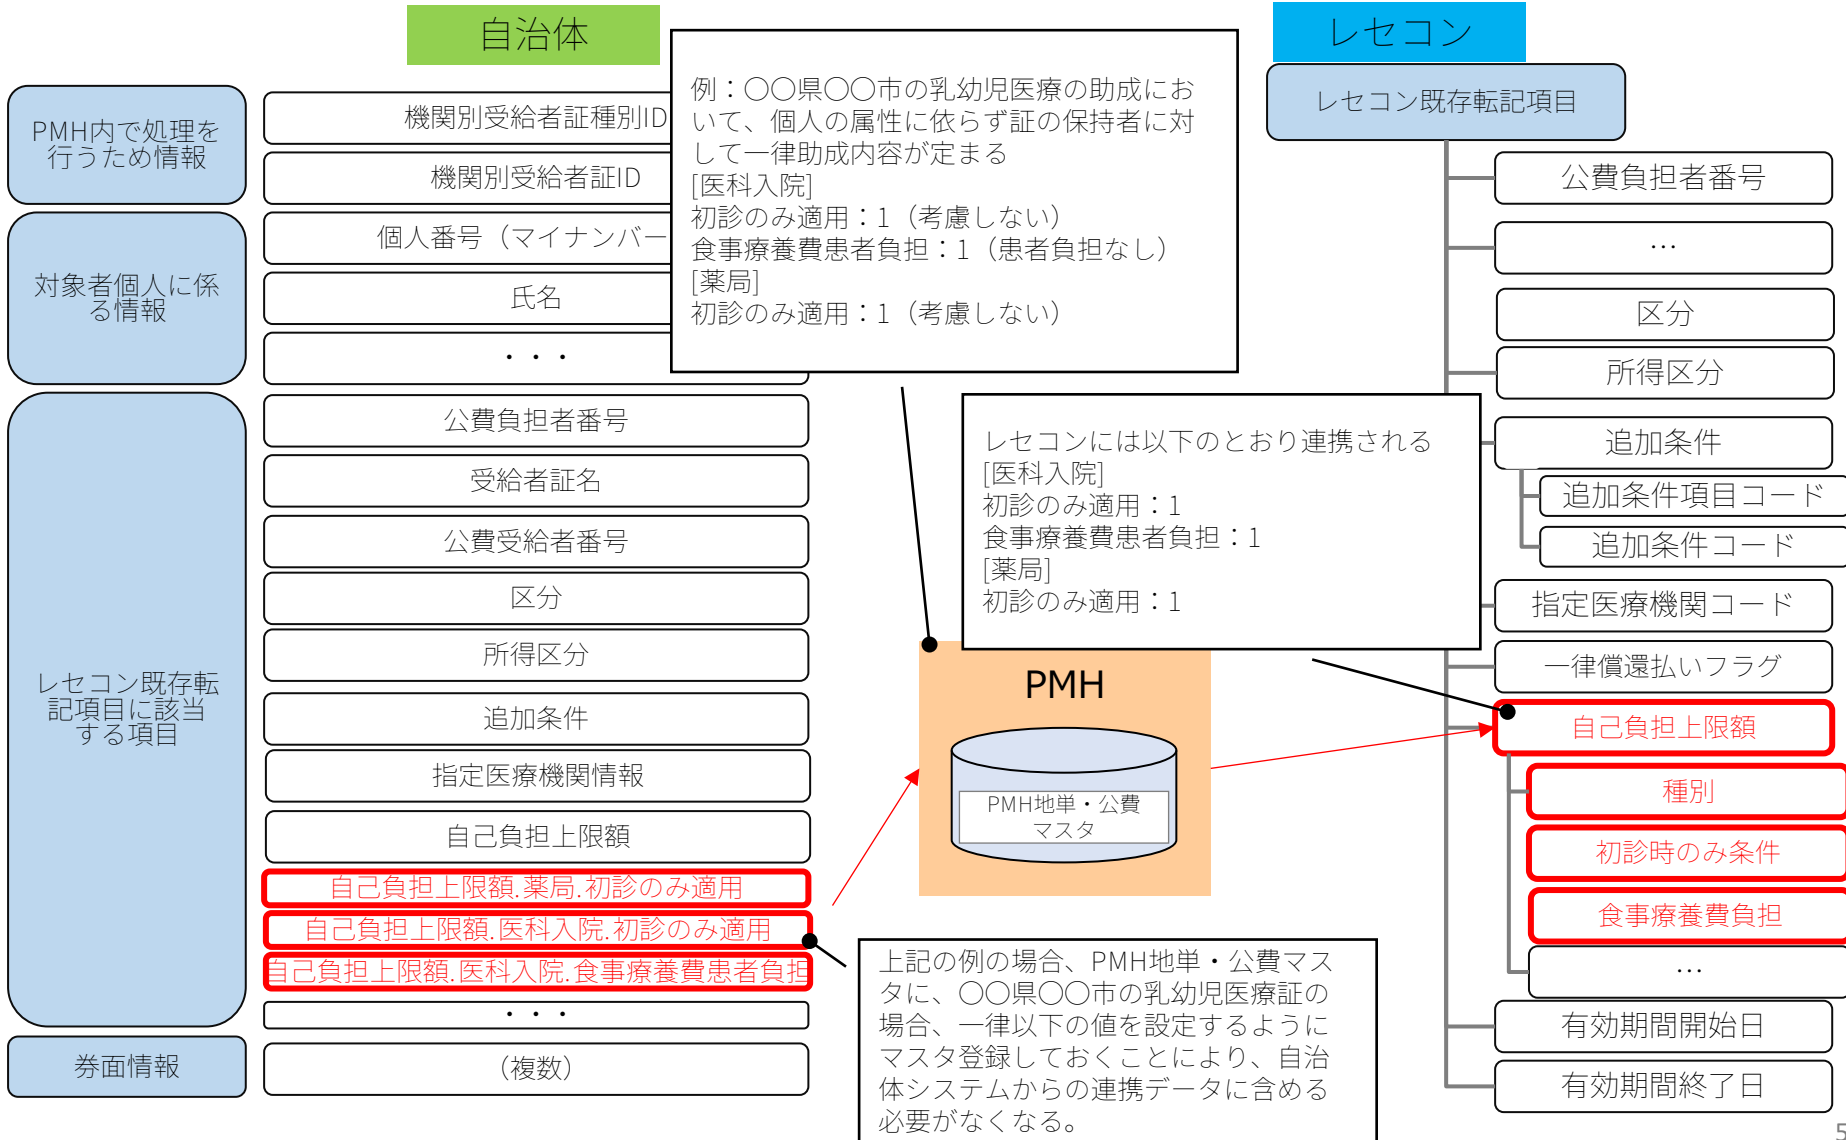 自治体
PMH内で処理を
行うため情報
機関別受給者証種別ID
機関別受給者証ID
対象者個人に係
る情報
個人番号（マイナンバー
氏名
・・・
レセコン既存転
記項目に該当
する項目
公費負担者番号
受給者証名
公費受給者番号
区分
所得区分
追加条件
指定医療機関情報
自己負担上限額
自己負担上限額.薬局.初診のみ適用
自己負担上限額.医科入院.初診のみ適用
自己負担上限額.医科入院.食事療養費患者負担
・・・
券面情報
（複数）
例：〇〇県〇〇市の乳幼児医療の助成にお
いて、個人の属性に依らず証の保持者に対
して一律助成内容が定まる
[医科入院]
初診のみ適用：1（考慮しない）
食事療養費患者負担：1（患者負担なし）
[薬局]
初診のみ適用：1（考慮しない）
レセコンには以下のとおり連携される
[医科入院]
初診のみ適用：1
食事療養費患者負担：1
[薬局]
初診のみ適用：1
PMH
PMH地単・公費
マスタ
上記の例の場合、PMH地単・公費マス
タに、〇〇県〇〇市の乳幼児医療証の
場合、一律以下の値を設定するように
マスタ登録しておくことにより、自治
体システムからの連携データに含める
必要がなくなる。
レセコン
レセコン既存転記項目
公費負担者番号
…
区分
所得区分
追加条件
追加条件項目コード
追加条件コード
指定医療機関コード
一律償還払いフラグ
自己負担上限額
種別
初診時のみ条件
食事療養費負担
…
有効期間開始日
有効期間終了日